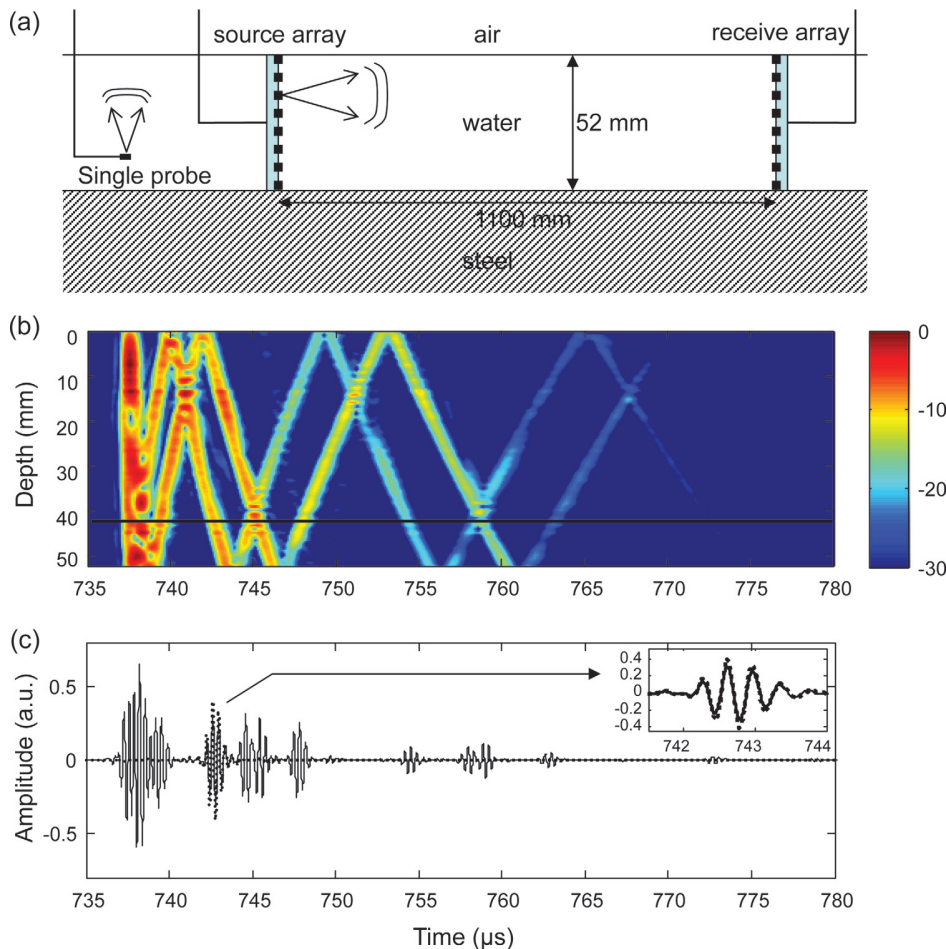 (a)
source array
air
receive array
water
52 mm
Single probe
1100 mm
steel
(b)
Depth (mm)
0
10
20
30
40
50
735 740 745 750 755 760 765 770 775 780
0
-10
-20
-30
(c)
Amplitude (a.u.)
0.5
0
-0.5
0.4
0.2
0
-0.2
-0.4
742 743 744
735 740 745 750 755 760 765 770 775 780
Time (µs)